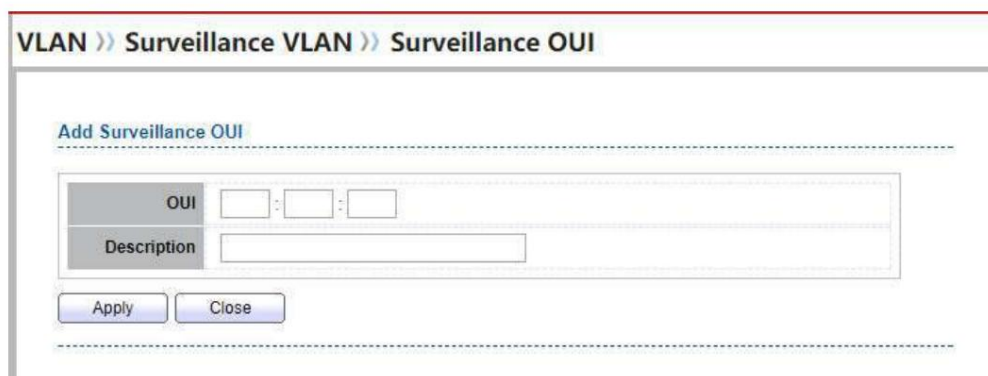 VLAN 》 Surveillance VLAN 》 Surveillance OUI
Add Surveillance OUI
OUI : :
Description
Apply Close